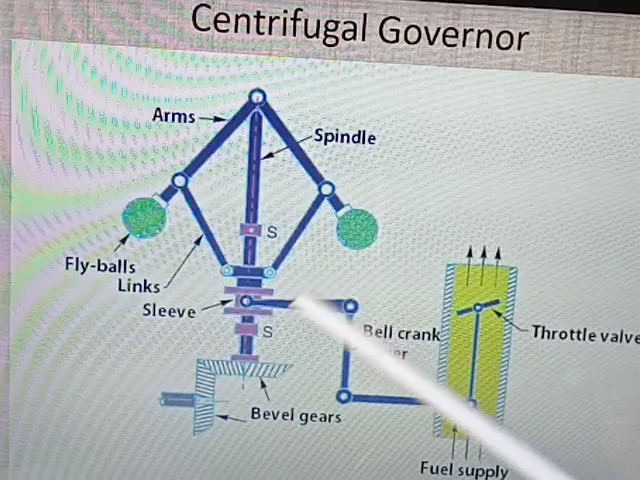 Centrifugal Governor
Arms
Spindle
S
Fly-balls
Links
Sleeve
S
Bell crank
Throttle valve
Bevel gears
Fuel supply